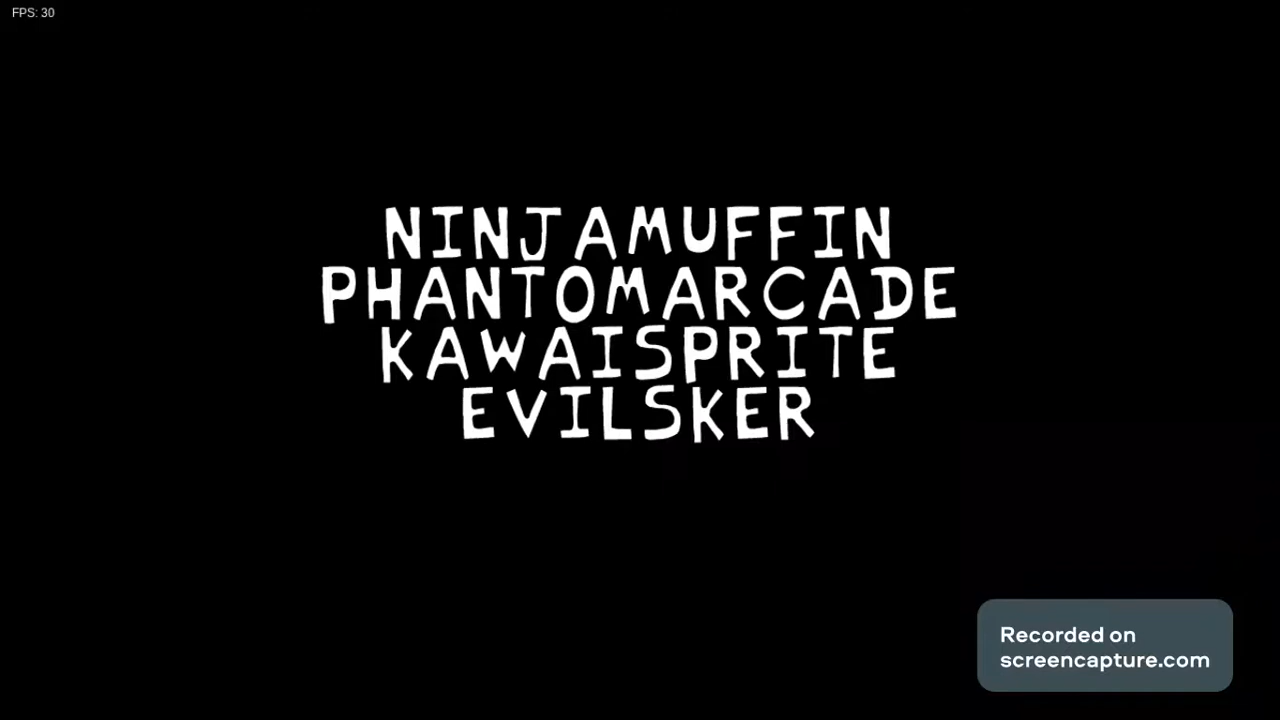 FPS: 30
NINJAMUFFIN
PHANTOMARCADE
KAWAISPRITE
EVILSKER
Recorded on
screencapture.com